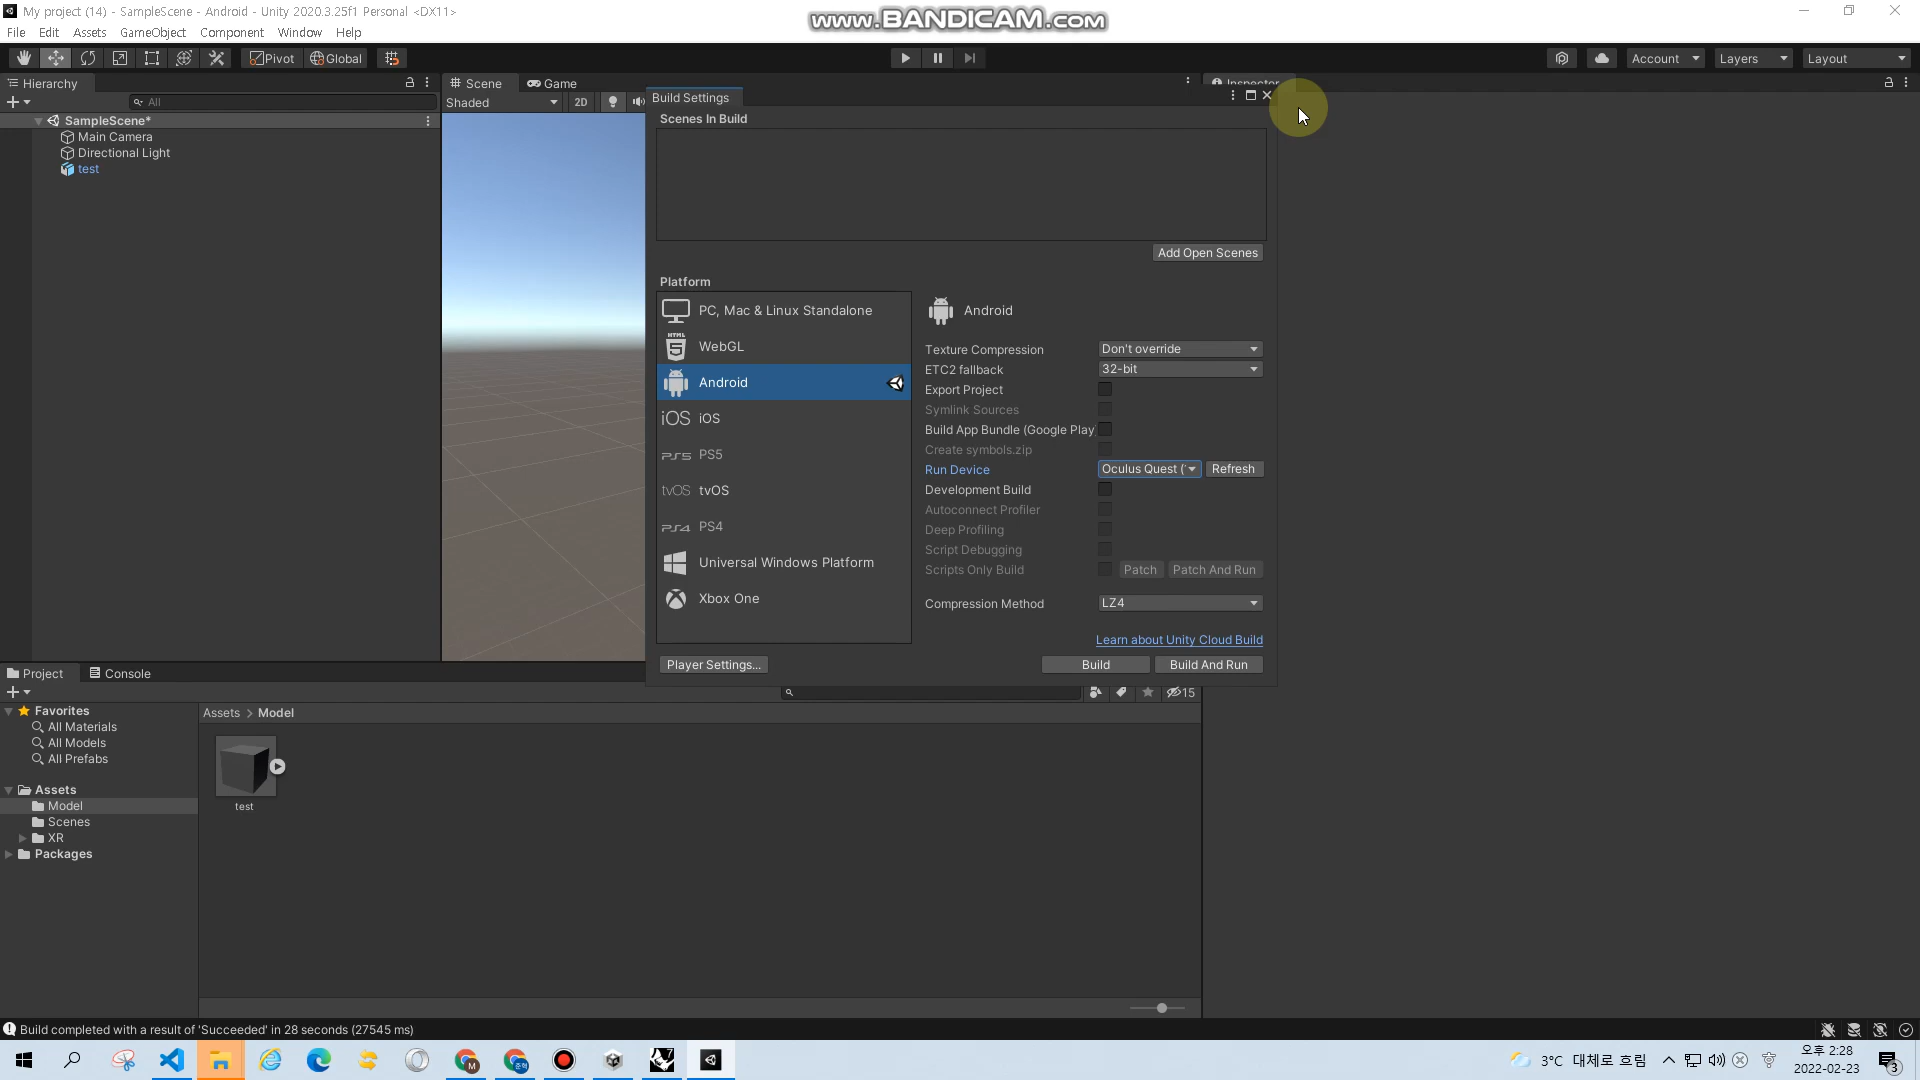 My project (14) - SampleScene - Android - Unity 2020.3.25f1 Personal <DX11>
www.BANDICAM.com
File Edit Assets GameObject Component Window Help
Pivot Global Account Layers Layout
Hierarchy
All
SampleScene*
Main Camera
Directional Light
test
Scene Game
Shaded 2D
Inspector
Build Settings
Scenes In Build
Add Open Scenes
Platform
PC, Mac & Linux Standalone
HTML 5 WebGL
Android
iOS iOS
PS5 PS5
tvOS tvOS
PS4 PS4
Universal Windows Platform
Xbox One
Android
Texture Compression Don't override
ETC2 fallback 32-bit
Export Project
Symlink Sources
Build App Bundle (Google Play
Create symbols.zip
Run Device Oculus Quest ( Refresh
Development Build
Autoconnect Profiler
Deep Profiling
Script Debugging
Scripts Only Build Patch Patch And Run
Compression Method LZ4
Learn about Unity Cloud Build
Player Settings... Build Build And Run
Project Console
15
Favorites
All Materials
All Models
All Prefabs
Assets
Model
Scenes
XR
Packages
Assets > Model
test
Build completed with a result of 'Succeeded' in 28 seconds (27545 ms)
3°C 대체로 흐림
오후 2:28
2022-02-23
3